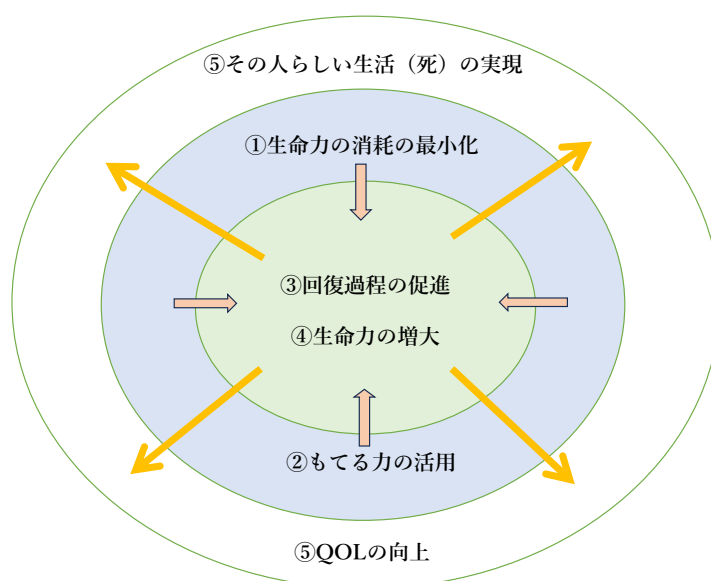 ⑤その人らしい生活（死）の実現
①生命力の消耗の最小化
③回復過程の促進
④生命力の増大
②もてる力の活用
⑤QOLの向上